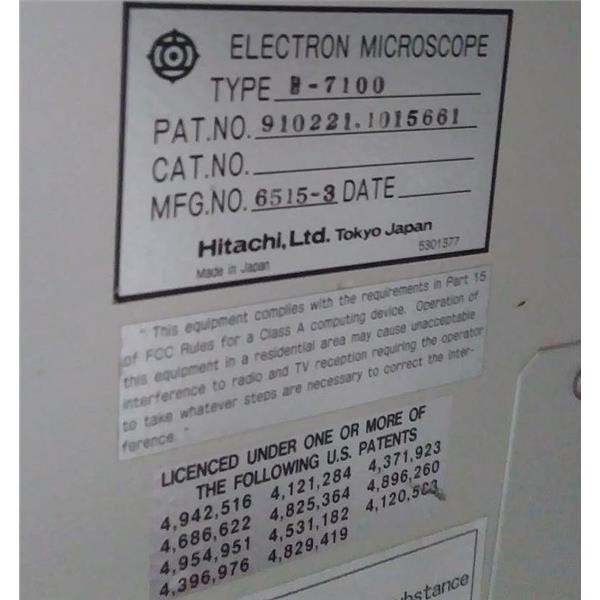 ELECTRON MICROSCOPE
TYPE H-7100
PAT.NO. 910221.1015661
CAT.NO.
MFG.NO. 6515-3 DATE
Hitachi, Ltd. Tokyo Japan
Made in Japan 5301377
" This equipment complies with the requirements in Part 15
of FCC Rules for a Class A computing device. Operation of
this equipment in a residential area may cause unacceptable
interference to radio and TV reception requiring the operator
to take whatever steps are necessary to correct the inter-
ference. "
LICENCED UNDER ONE OR MORE OF
THE FOLLOWING U.S. PATENTS
4,942,516 4,121,284 4,371,923
4,686,622 4,825,364 4,896,260
4,954,951 4,531,182 4,120,503
4,396,976 4,829,419